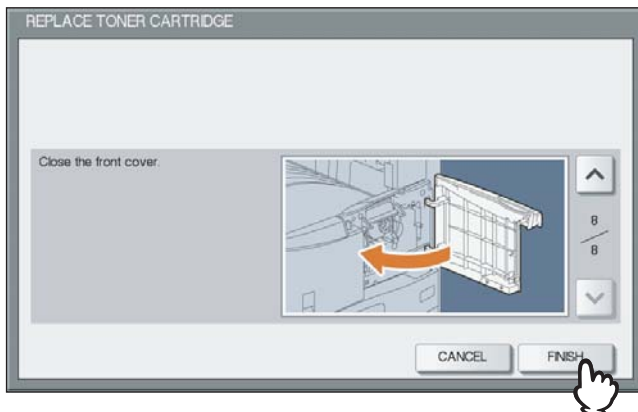 REPLACE TONER CARTRIDGE
Close the front cover.
8
8
CANCEL
FINISH